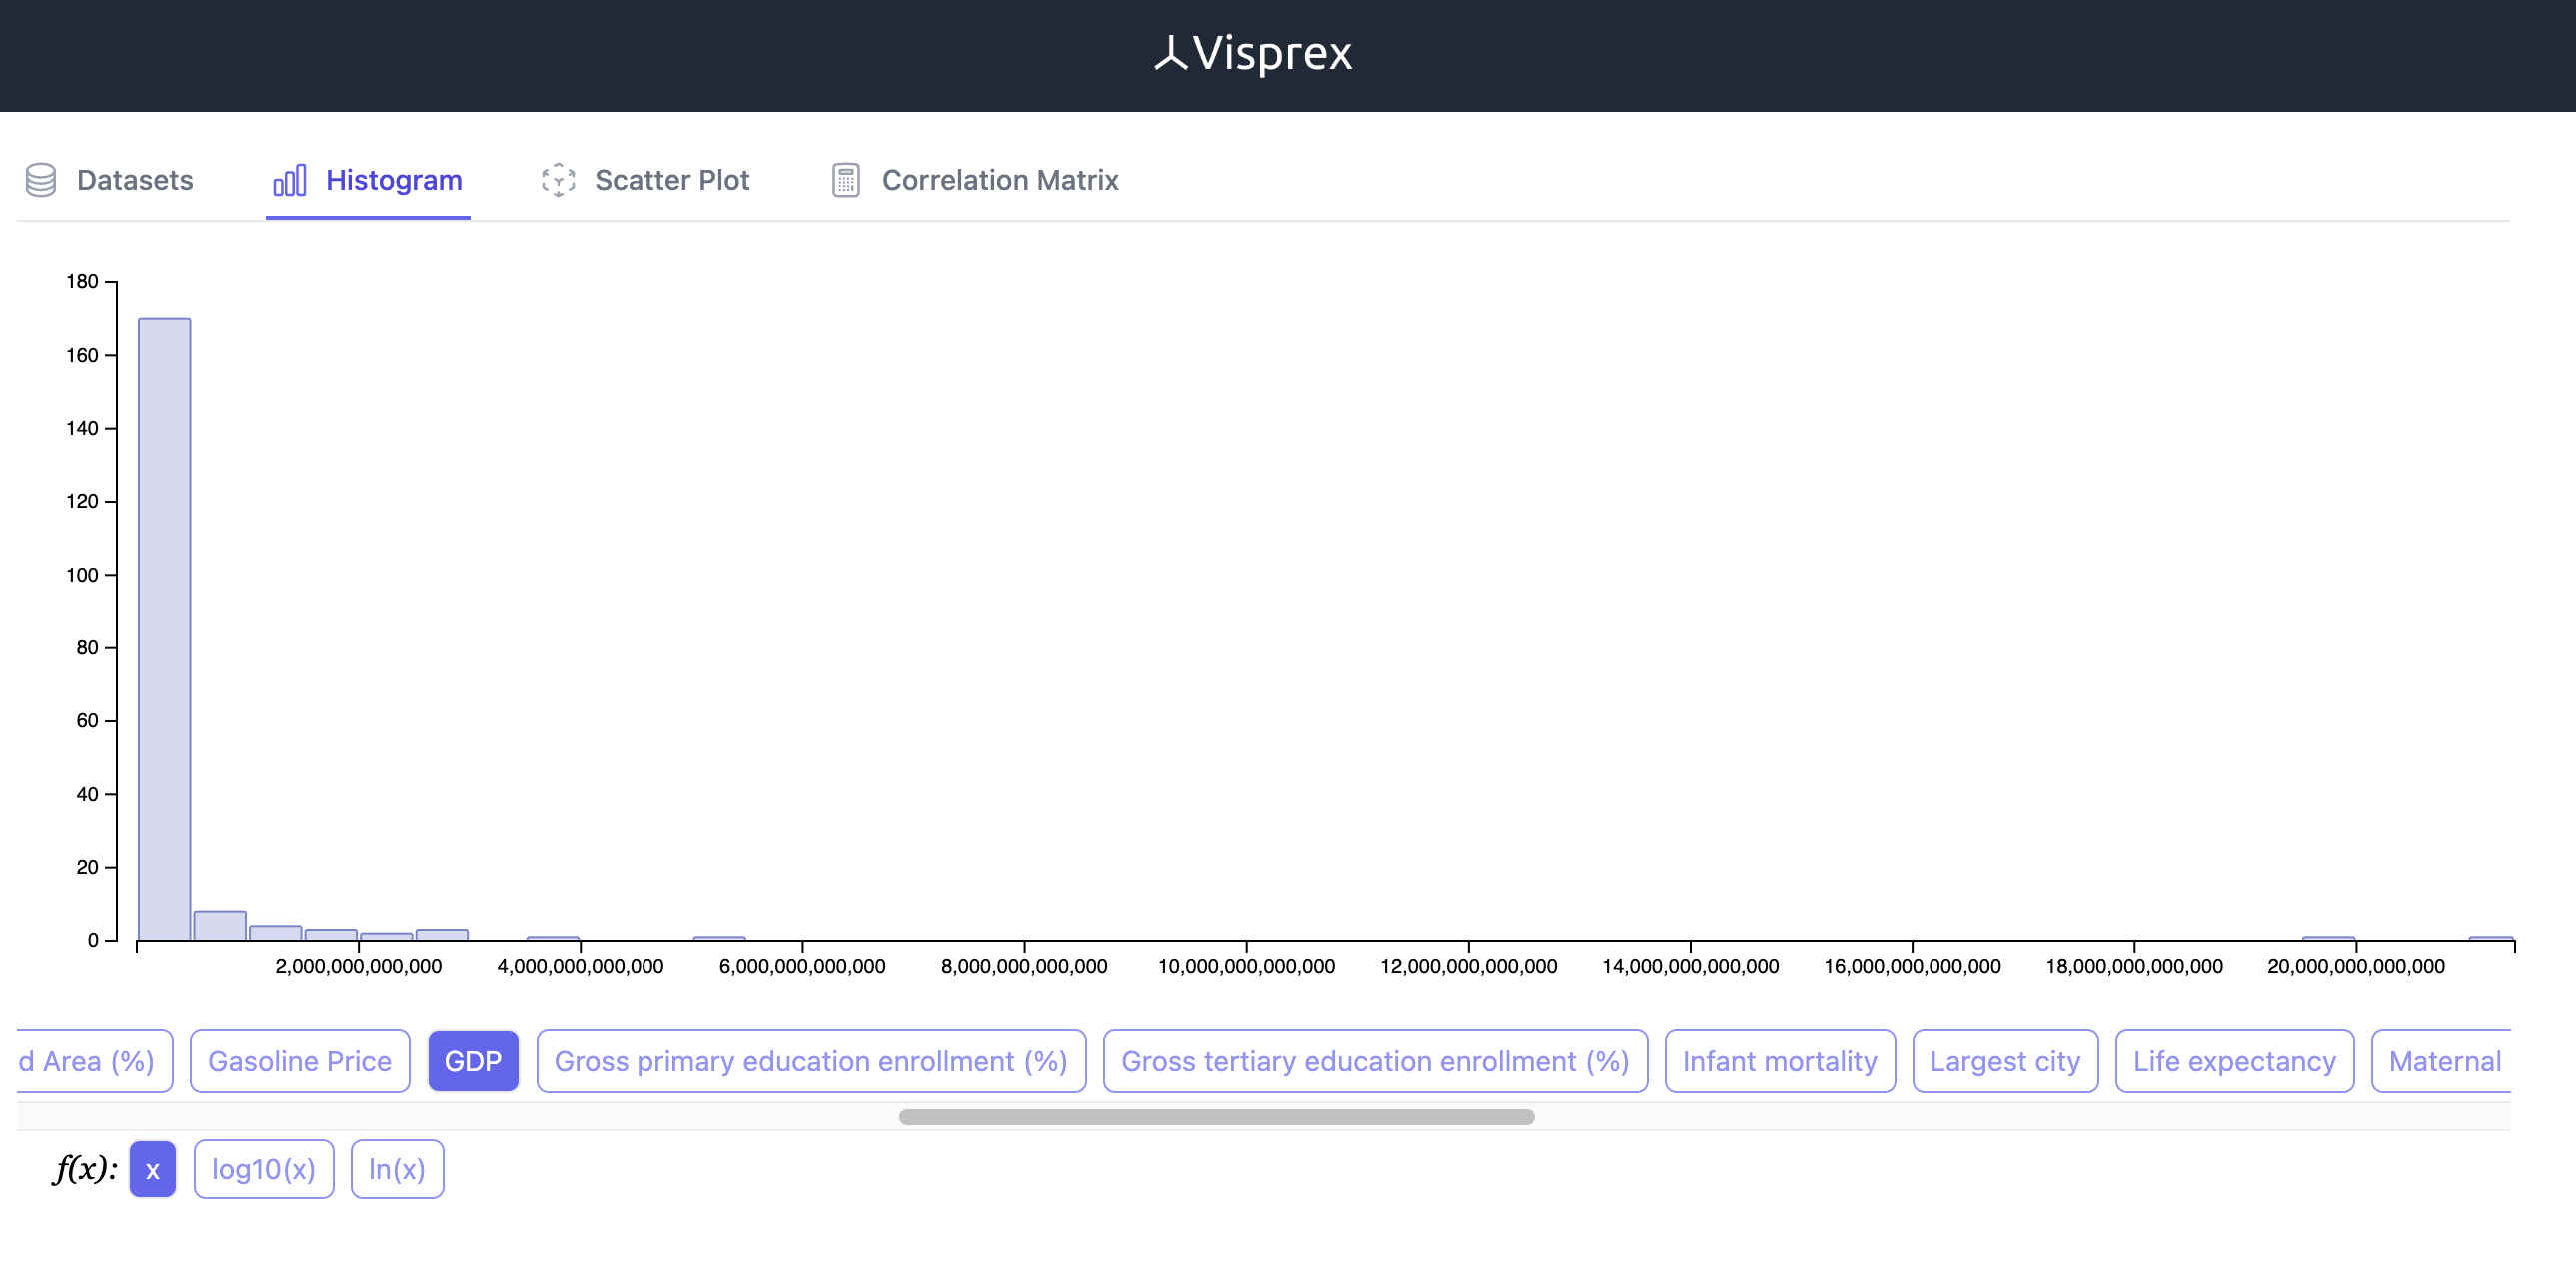 Visprex
Datasets
Histogram
Scatter Plot
Correlation Matrix
180
160
140
120
100
80
60
40
20
0
2,000,000,000,000
4,000,000,000,000
6,000,000,000,000
8,000,000,000,000
10,000,000,000,000
12,000,000,000,000
14,000,000,000,000
16,000,000,000,000
18,000,000,000,000
20,000,000,000,000
d Area (%)
Gasoline Price
GDP
Gross primary education enrollment (%)
Gross tertiary education enrollment (%)
Infant mortality
Largest city
Life expectancy
Maternal
f(x):
x
log10(x)
ln(x)